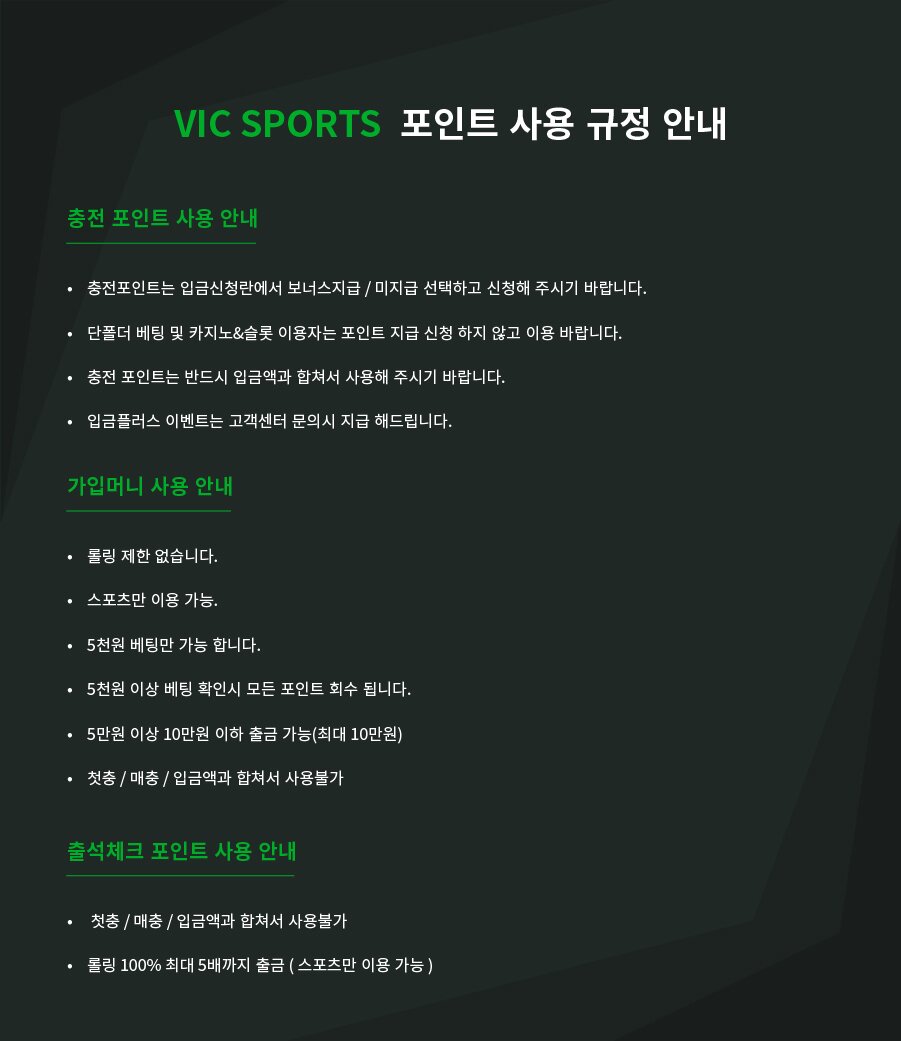 VIC SPORTS 포인트 사용 규정 안내
충전 포인트 사용 안내
• 충전포인트는 입금신청란에서 보너스지급 / 미지급 선택하고 신청해 주시기 바랍니다.
• 단폴더 베팅 및 카지노&슬롯 이용자는 포인트 지급 신청 하지 않고 이용 바랍니다.
• 충전 포인트는 반드시 입금액과 합쳐서 사용해 주시기 바랍니다.
• 입금플러스 이벤트는 고객센터 문의시 지급 해드립니다.
가입머니 사용 안내
• 롤링 제한 없습니다.
• 스포츠만 이용 가능.
• 5천원 베팅만 가능 합니다.
• 5천원 이상 베팅 확인시 모든 포인트 회수 됩니다.
• 5만원 이상 10만원 이하 출금 가능(최대 10만원)
• 첫충 / 매충 / 입금액과 합쳐서 사용불가
출석체크 포인트 사용 안내
• 첫충 / 매충 / 입금액과 합쳐서 사용불가
• 롤링 100% 최대 5배까지 출금 ( 스포츠만 이용 가능 )